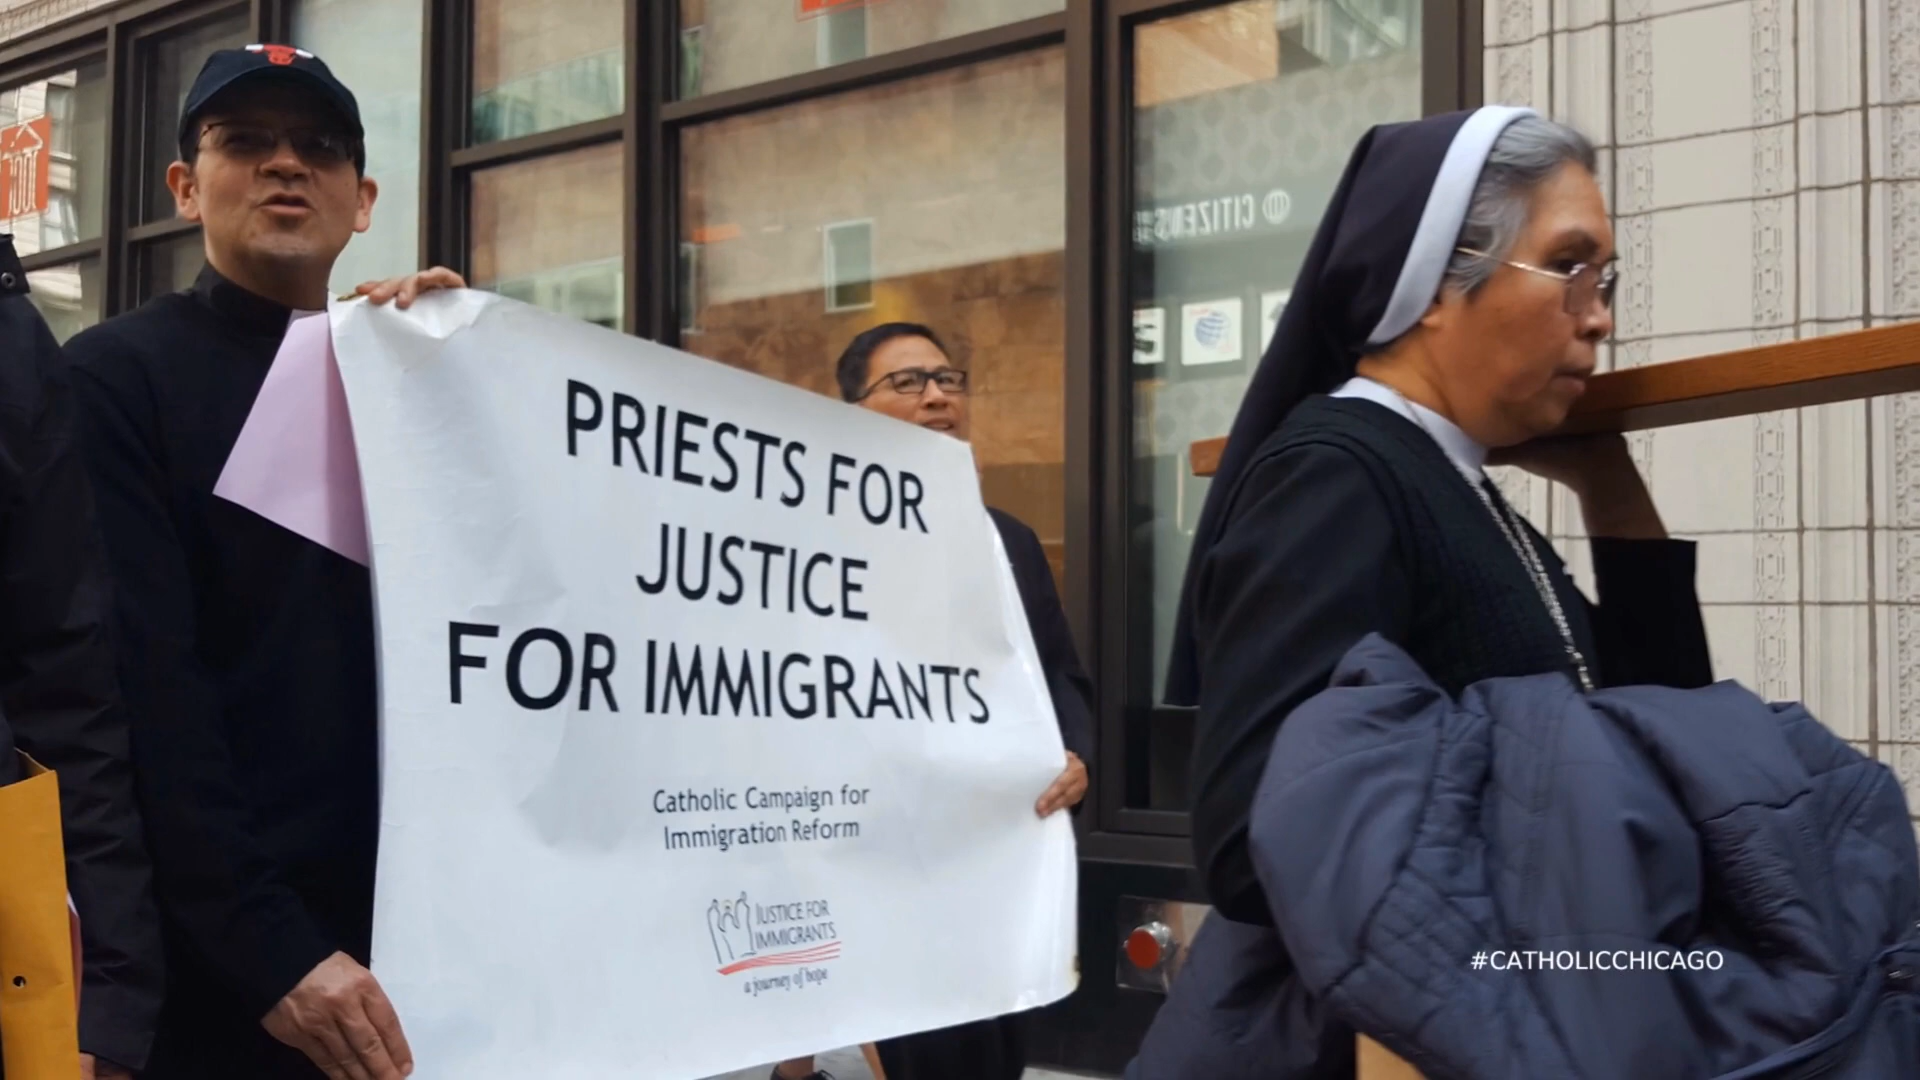 PRIESTS FOR
JUSTICE
FOR IMMIGRANTS
Catholic Campaign for
Immigration Reform
JUSTICE FOR
IMMIGRANTS
a journey of hope
CITIZENS
#CATHOLICCHICAGO